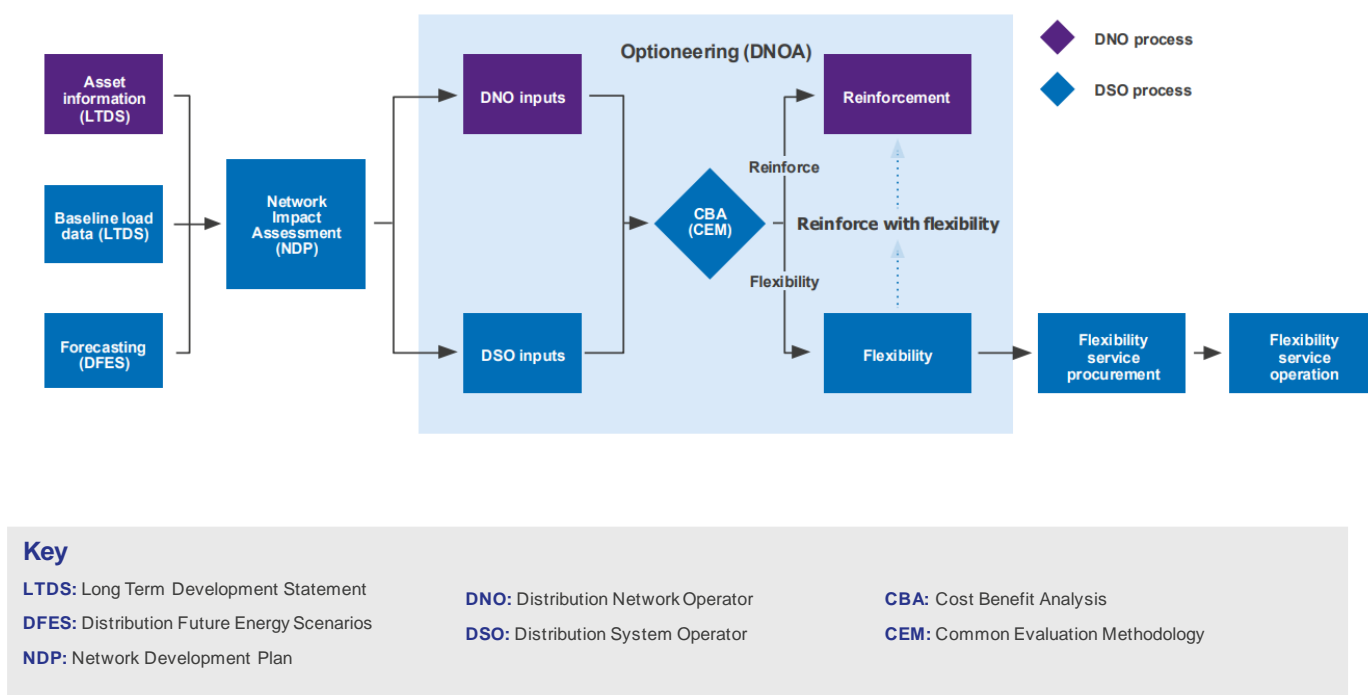 Optioneering (DNOA)
DNO process
DSO process
Asset
information
(LTDS)
Baseline load
data (LTDS)
Forecasting
(DFES)
Network
Impact
Assessment
(NDP)
DNO inputs
DSO inputs
CBA
(CEM)
Reinforce
Flexibility
Reinforcement
Reinforce with flexibility
Flexibility
Flexibility
service
procurement
Flexibility
service
operation
Key
LTDS: Long Term Development Statement
DFES: Distribution Future Energy Scenarios
NDP: Network Development Plan
DNO: Distribution Network Operator
DSO: Distribution System Operator
CBA: Cost Benefit Analysis
CEM: Common Evaluation Methodology